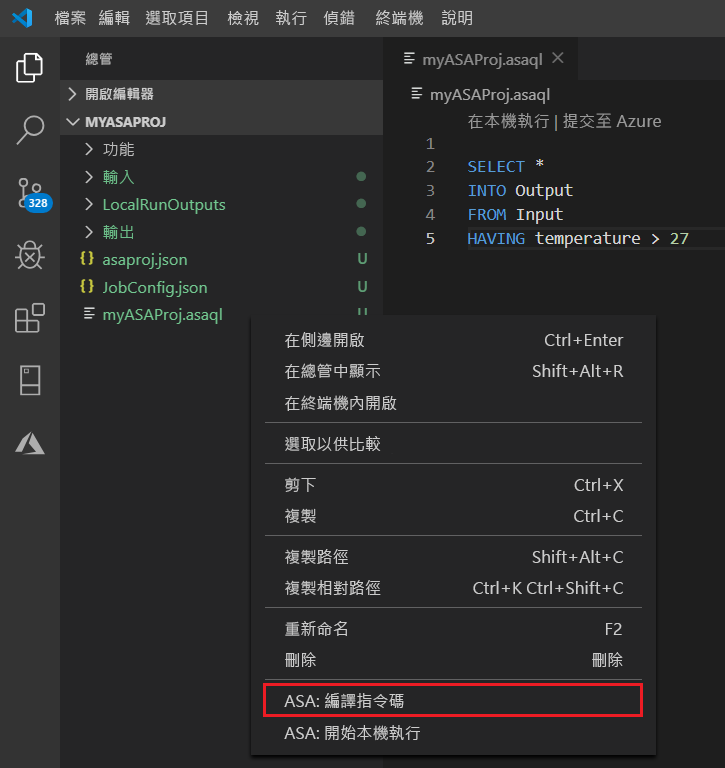 檔案 編輯 選取項目 檢視 執行 偵錯 終端機 說明
總管
開啟編輯器
MYASAPROJ
功能
輸入
LocalRunOutputs
輸出
{} asaproj.json U
{} JobConfig.json U
myASAProj.asaql U
328
myASAProj.asaql
myASAProj.asaql
在本機執行 | 提交至 Azure
1
2 SELECT *
3 INTO Output
4 FROM Input
5 HAVING temperature > 27
在側邊開啟 Ctrl+Enter
在總管中顯示 Shift+Alt+R
在終端機內開啟
選取以供比較
剪下 Ctrl+X
複製 Ctrl+C
複製路徑 Shift+Alt+C
複製相對路徑 Ctrl+K Ctrl+Shift+C
重新命名 F2
刪除 刪除
ASA: 編譯指令碼
ASA: 開始本機執行